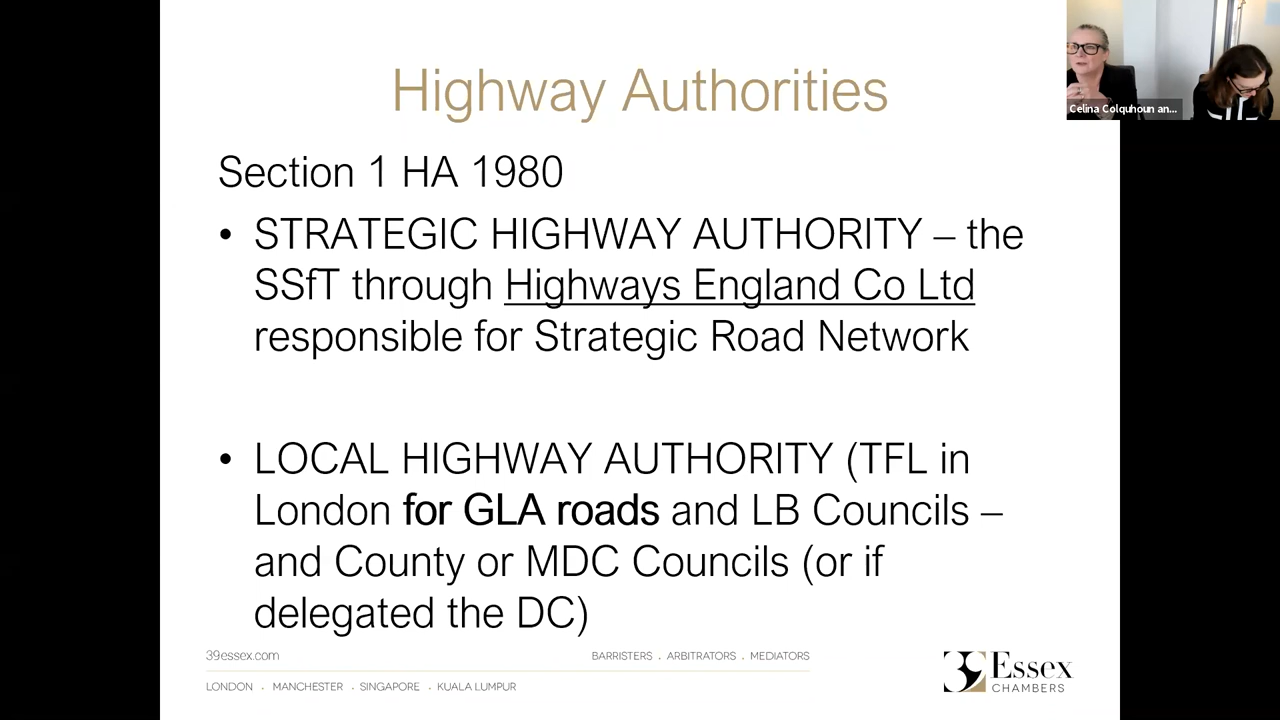 Highway Authorities
Celina Colquhoun an...
Section 1 HA 1980
• STRATEGIC HIGHWAY AUTHORITY – the
SSfT through Highways England Co Ltd
responsible for Strategic Road Network
• LOCAL HIGHWAY AUTHORITY (TFL in
London for GLA roads and LB Councils –
and County or MDC Councils (or if
delegated the DC)
39essex.com
BARRISTERS . ARBITRATORS . MEDIATORS
LONDON . MANCHESTER . SINGAPORE . KUALA LUMPUR
39 Essex
CHAMBERS